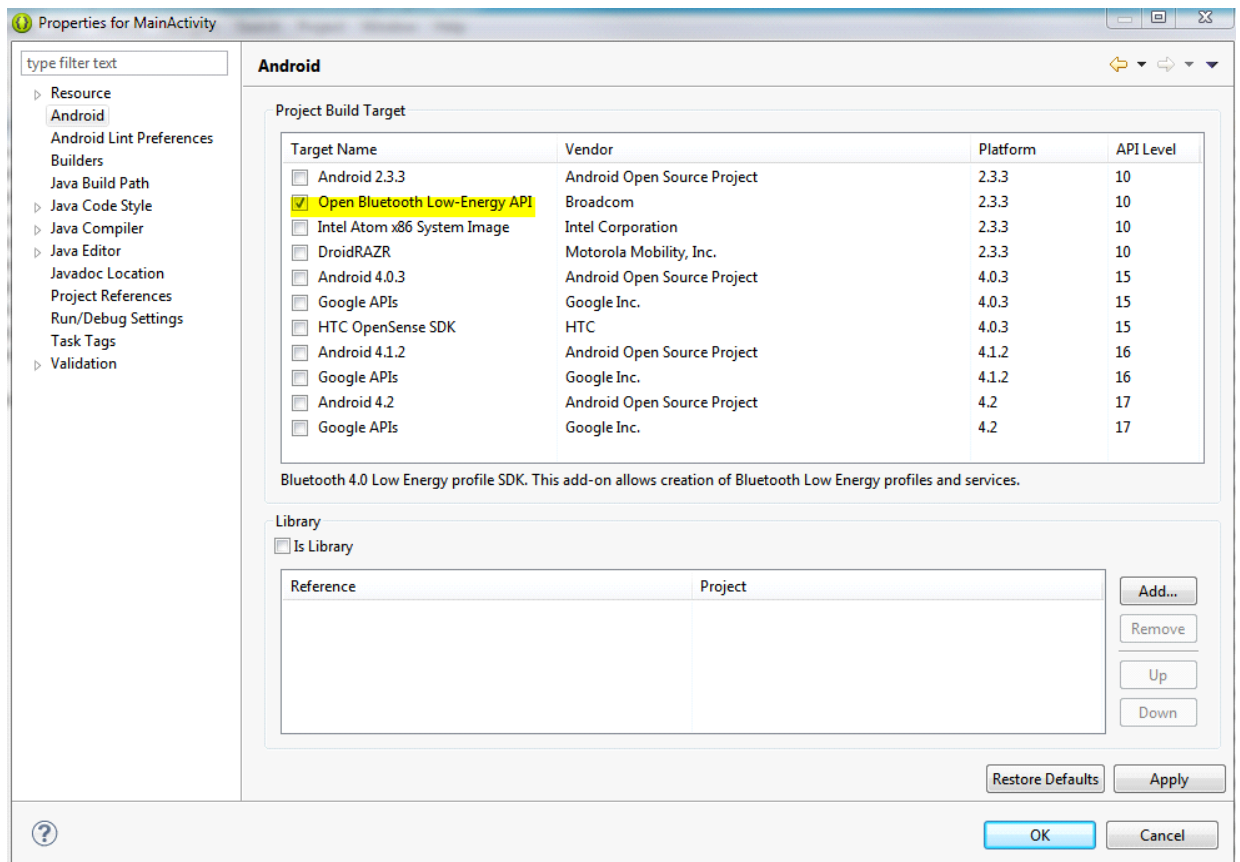 Properties for MainActivity
Search Project Window Help
type filter text
Android
Resource
Android
Android Lint Preferences
Builders
Java Build Path
Java Code Style
Java Compiler
Java Editor
Javadoc Location
Project References
Run/Debug Settings
Task Tags
Validation
Project Build Target
Target Name Vendor Platform API Level
Android 2.3.3 Android Open Source Project 2.3.3 10
Open Bluetooth Low-Energy API Broadcom 2.3.3 10
Intel Atom x86 System Image Intel Corporation 2.3.3 10
DroidRAZR Motorola Mobility, Inc. 2.3.3 10
Android 4.0.3 Android Open Source Project 4.0.3 15
Google APIs Google Inc. 4.0.3 15
HTC OpenSense SDK HTC 4.0.3 15
Android 4.1.2 Android Open Source Project 4.1.2 16
Google APIs Google Inc. 4.1.2 16
Android 4.2 Android Open Source Project 4.2 17
Google APIs Google Inc. 4.2 17
Bluetooth 4.0 Low Energy profile SDK. This add-on allows creation of Bluetooth Low Energy profiles and services.
Library
Is Library
Reference Project
Add...
Remove
Up
Down
Restore Defaults Apply
OK Cancel